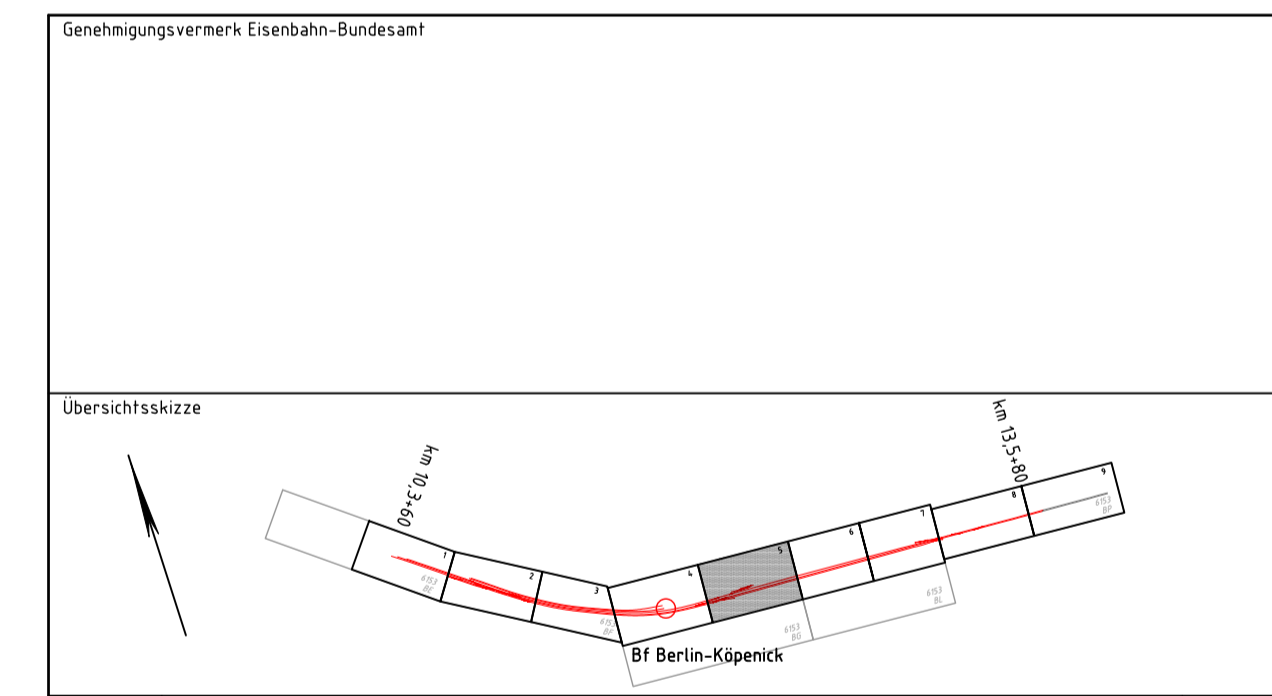 Genehmigungsvermerk Eisenbahn-Bundesamt
Übersichtsskizze
km 10,3+60
km 13,5+80
1
2
3
4
5
6
7
8
9
6153
BE
6153
BF
6153
BG
6153
BL
6153
BP
Bf Berlin-Köpenick